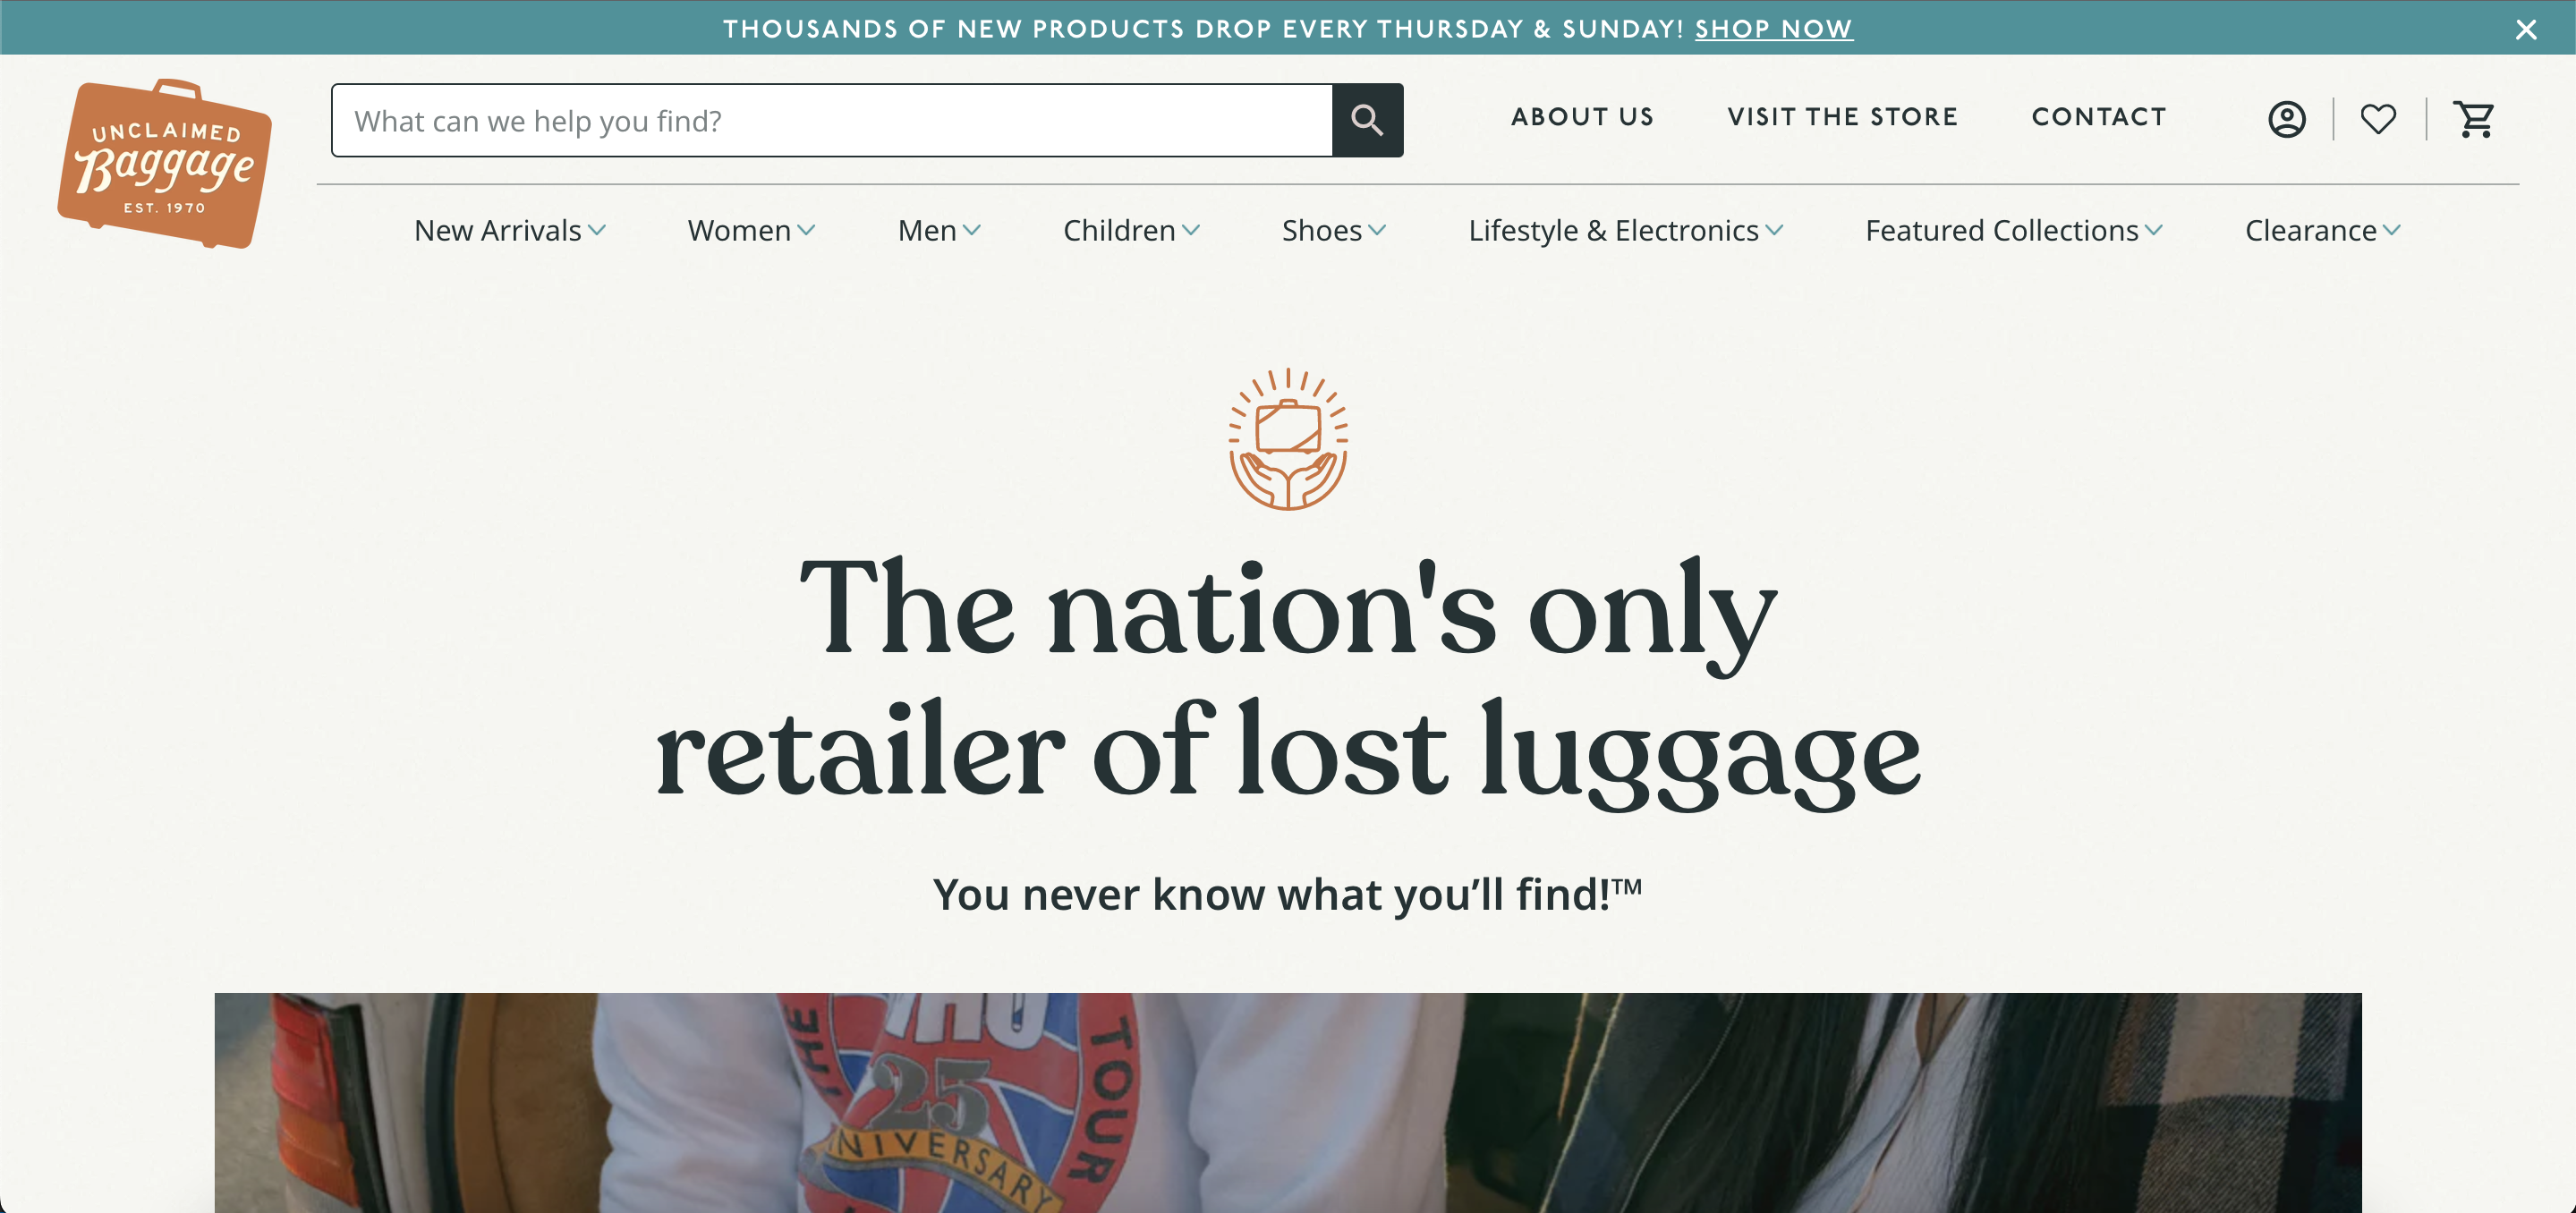 THOUSANDS OF NEW PRODUCTS DROP EVERY THURSDAY & SUNDAY! SHOP NOW
UNCLAIMED
Baggage
EST. 1970
What can we help you find?
ABOUT US
VISIT THE STORE
CONTACT
New Arrivals
Women
Men
Children
Shoes
Lifestyle & Electronics
Featured Collections
Clearance
The nation's only
retailer of lost luggage
You never know what you’ll find!™
THE
TOUR
25